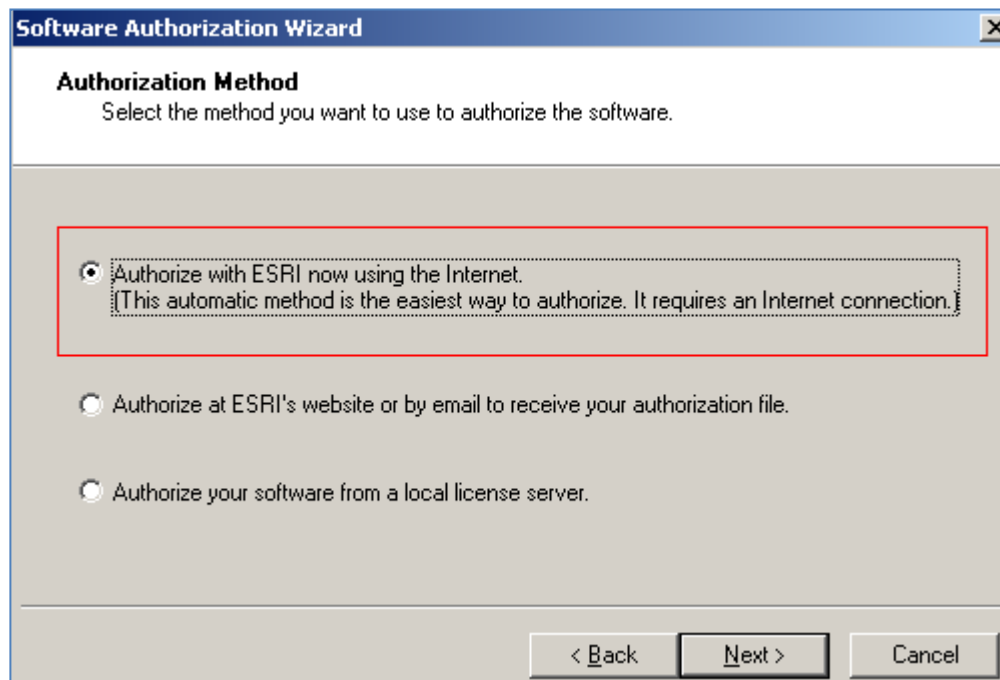 Software Authorization Wizard
Authorization Method
Select the method you want to use to authorize the software.
Authorize with ESRI now using the Internet.
(This automatic method is the easiest way to authorize. It requires an Internet connection.)
Authorize at ESRI's website or by email to receive your authorization file.
Authorize your software from a local license server.
< Back Next > Cancel